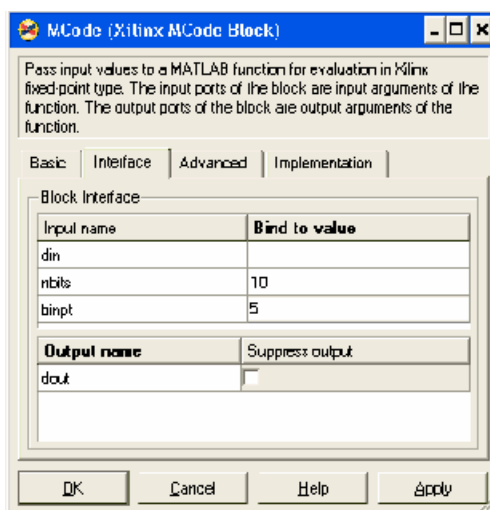 MCode (Xilinx MCode Block)
Pass input values to a MATLAB function for evaluation in Xilinx
fixed-point type. The input ports of the block are input arguments of the
function. The output ports of the block are output arguments of the
function.
Basic Interface Advanced Implementation
Block Interface
Input name Bind to value
din
nbits 10
binpt 5
Output name Suppress output
dout
OK Cancel Help Apply